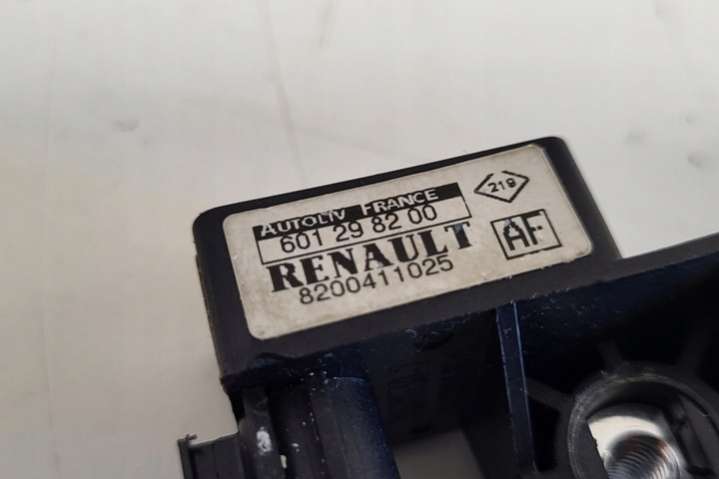 AUTOLIV FRANCE
601 29 82 00
RENAULT
8200411025
219
AF